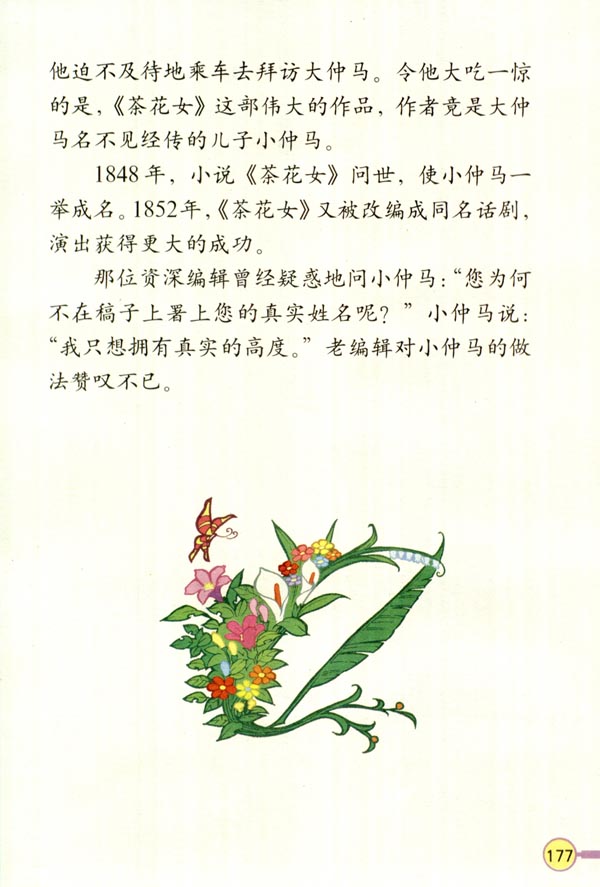 他迫不及待地乘车去拜访大仲马。令他大吃一惊
的是，《茶花女》这部伟大的作品，作者竟是大仲
马名不见经传的儿子小仲马。
1848年，小说《茶花女》问世，使小仲马一
举成名。1852年，《茶花女》又被改编成同名话剧，
演出获得更大的成功。
那位资深编辑曾经疑惑地问小仲马：“您为何
不在稿子上署上您的真实姓名呢？”小仲马说：
“我只想拥有真实的高度。”老编辑对小仲马的做
法赞叹不已。
177